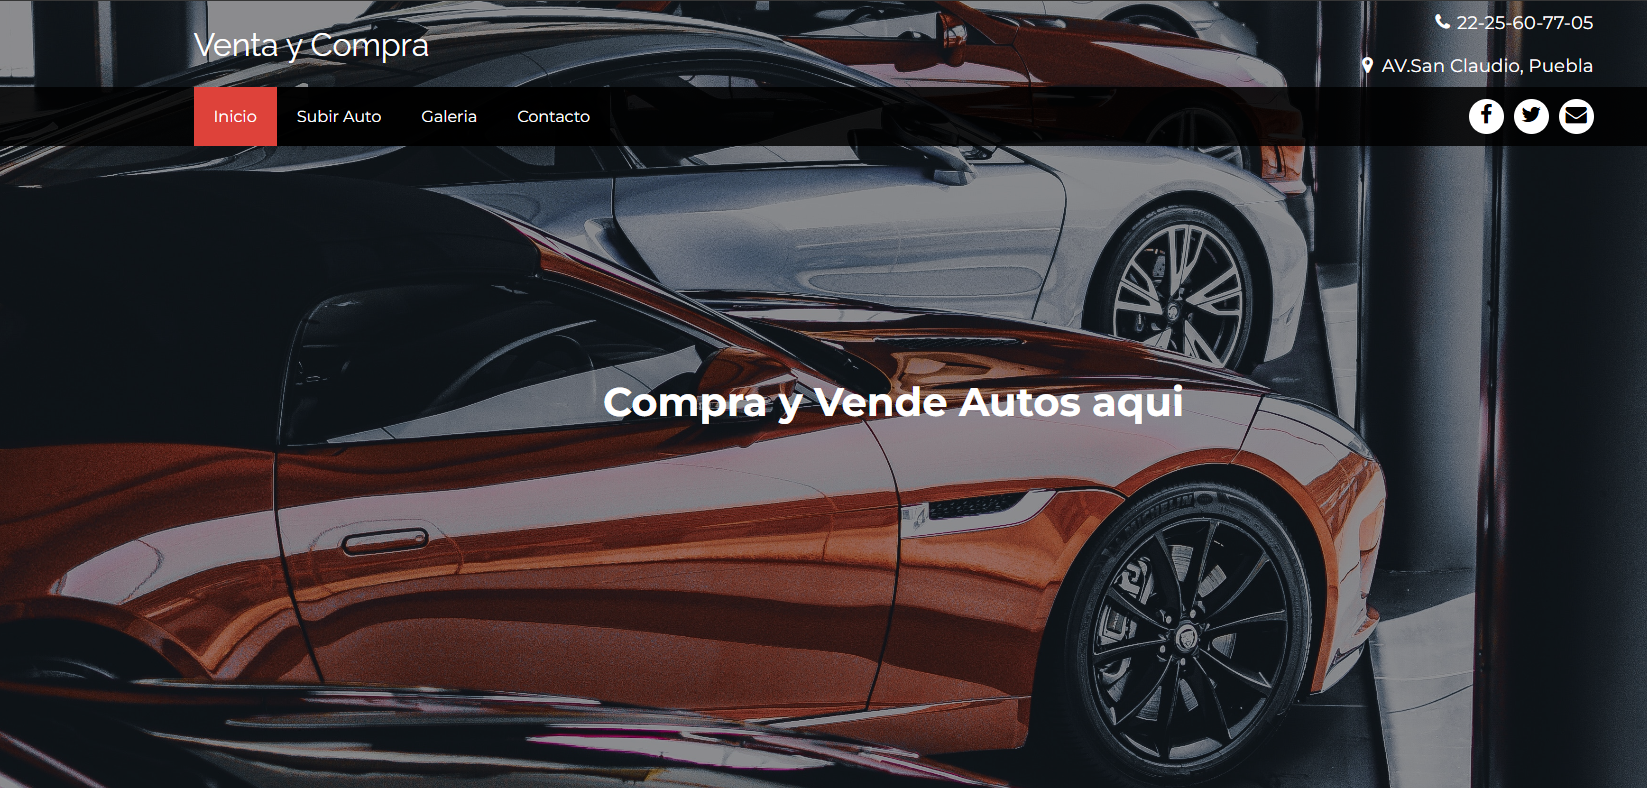 Venta y Compra
22-25-60-77-05
AV.San Claudio, Puebla
Inicio
Subir Auto
Galeria
Contacto
Compra y Vende Autos aqui
MICHELIN